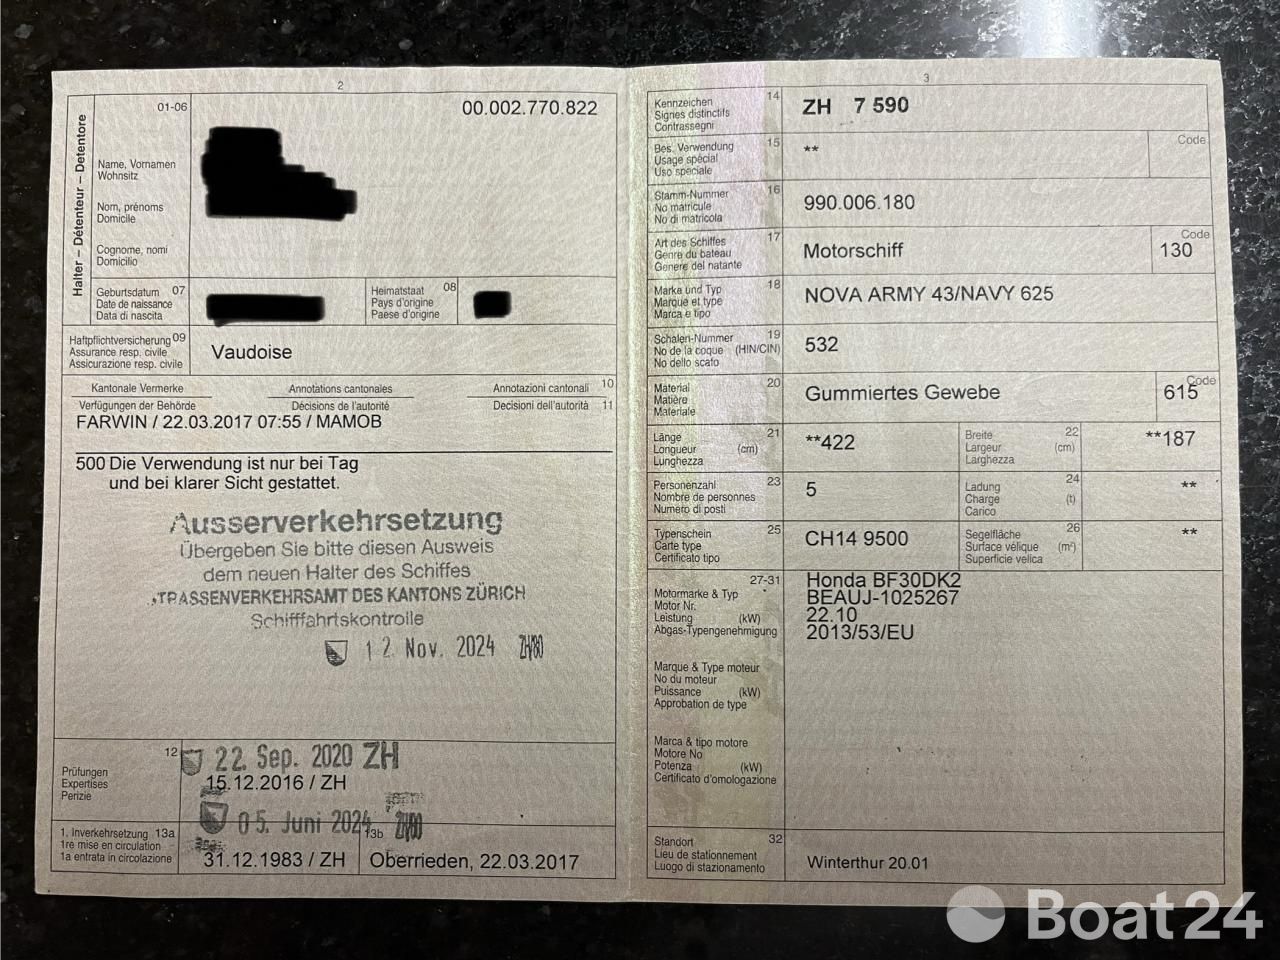 2
Halter – Détenteur – Detentore
01-06
00.002.770.822
Name, Vornamen
Wohnsitz
Nom, prénoms
Domicile
Cognome, nomi
Domicilio
Geburtsdatum 07
Date de naissance
Data di nascita
Heimatstaat 08
Pays d'origine
Paese d'origine
Haftpflichtversicherung 09
Assurance resp. civile
Assicurazione resp. civile
Vaudoise
Kantonale Vermerke Annotations cantonales Annotazioni cantonali 10
Verfügungen der Behörde Décisions de l'autorité Decisioni dell'autorità 11
FARWIN / 22.03.2017 07:55 / MAMOB
500 Die Verwendung ist nur bei Tag
und bei klarer Sicht gestattet.
Ausserverkehrsetzung
Übergeben Sie bitte diesen Ausweis
dem neuen Halter des Schiffes
TRASSENVERKEHRSAMT DES KANTONS ZÜRICH
Schifffahrtskontrolle
12. Nov. 2024
12
Prüfungen
Expertises
Perizie
22. Sep. 2020 ZH
15.12.2016 / ZH
05. Juni 2024
1. Inverkehrsetzung 13a
1re mise en circulation
1a entrata in circolazione
31.12.1983 / ZH
13b
Oberrieden, 22.03.2017
3
Kennzeichen 14
Signes distinctifs
Contrassegni
ZH 7 590
Bes. Verwendung 15
Usage spécial
Uso speciale
**
Code
Stamm-Nummer 16
No matricule
No di matricola
990.006.180
Art des Schiffes 17
Genre du bateau
Genere del natante
Motorschiff
Code
130
Marke und Typ 18
Marque et type
Marca e tipo
NOVA ARMY 43/NAVY 625
Schalen-Nummer 19
No de la coque (HIN/CIN)
No dello scafo
532
Material 20
Matière
Materiale
Gummiertes Gewebe
Code
615
Länge 21
Longueur (cm)
Lunghezza
**422
Breite 22
Largeur (cm)
Larghezza
**187
Personenzahl 23
Nombre de personnes
Numero di posti
5
Ladung 24
Charge (t)
Carico
**
Typenschein 25
Carte type
Certificato tipo
CH14 9500
Segelfläche 26
Surface vélique (m²)
Superficie velica
**
27-31
Motormarke & Typ
Motor Nr.
Leistung (kW)
Abgas-Typengenehmigung
Honda BF30DK2
BEAUJ-1025267
22.10
2013/53/EU
Marque & Type moteur
No du moteur
Puissance (kW)
Approbation de type
Marca & tipo motore
Motore No
Potenza (kW)
Certificato d'omologazione
Standort 32
Lieu de stationnement
Luogo di stazionamento
Winterthur 20.01
Boat24